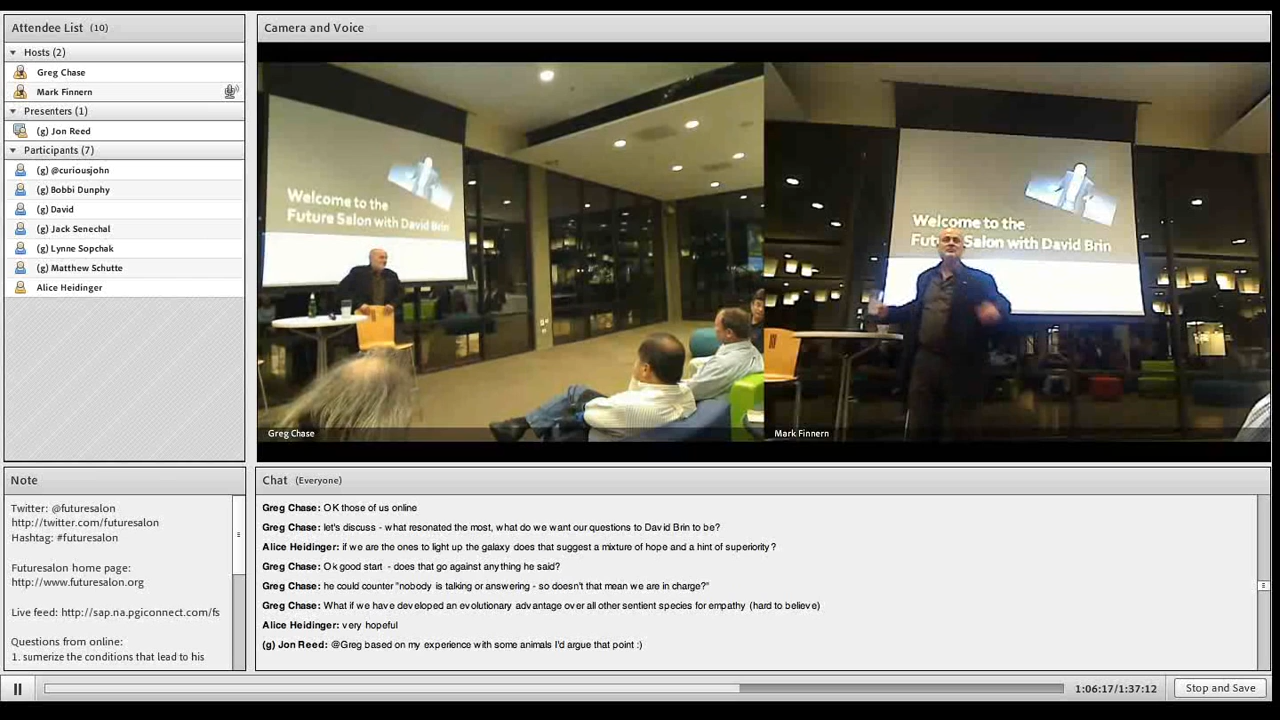 Attendee List (10)
Hosts (2)
Greg Chase
Mark Finnern
Presenters (1)
(g) Jon Reed
Participants (7)
(g) @curiousjohn
(g) Bobbi Dunphy
(g) David
(g) Jack Senechal
(g) Lynne Sopchak
(g) Matthew Schutte
Alice Heidinger
Camera and Voice
Welcome to the
Future Salon with David Brin
Greg Chase
Welcome to the
Future Salon with David Brin
Mark Finnern
Note
Twitter: @futuresalon
http://twitter.com/futuresalon
Hashtag: #futuresalon
Futuresalon home page:
http://www.futuresalon.org
Live feed: http://sap.na.pgiconnect.com/fs
Questions from online:
1. sumerize the conditions that lead to his
Chat (Everyone)
Greg Chase: OK those of us online
Greg Chase: let's discuss - what resonated the most, what do we want our questions to David Brin to be?
Alice Heidinger: if we are the ones to light up the galaxy does that suggest a mixture of hope and a hint of superiority?
Greg Chase: Ok good start - does that go against anything he said?
Greg Chase: he could counter "nobody is talking or answering - so doesn't that mean we are in charge?"
Greg Chase: What if we have developed an evolutionary advantage over all other sentient species for empathy (hard to believe)
Alice Heidinger: very hopeful
(g) Jon Reed: @Greg based on my experience with some animals I'd argue that point :)
1:06:17/1:37:12
Stop and Save